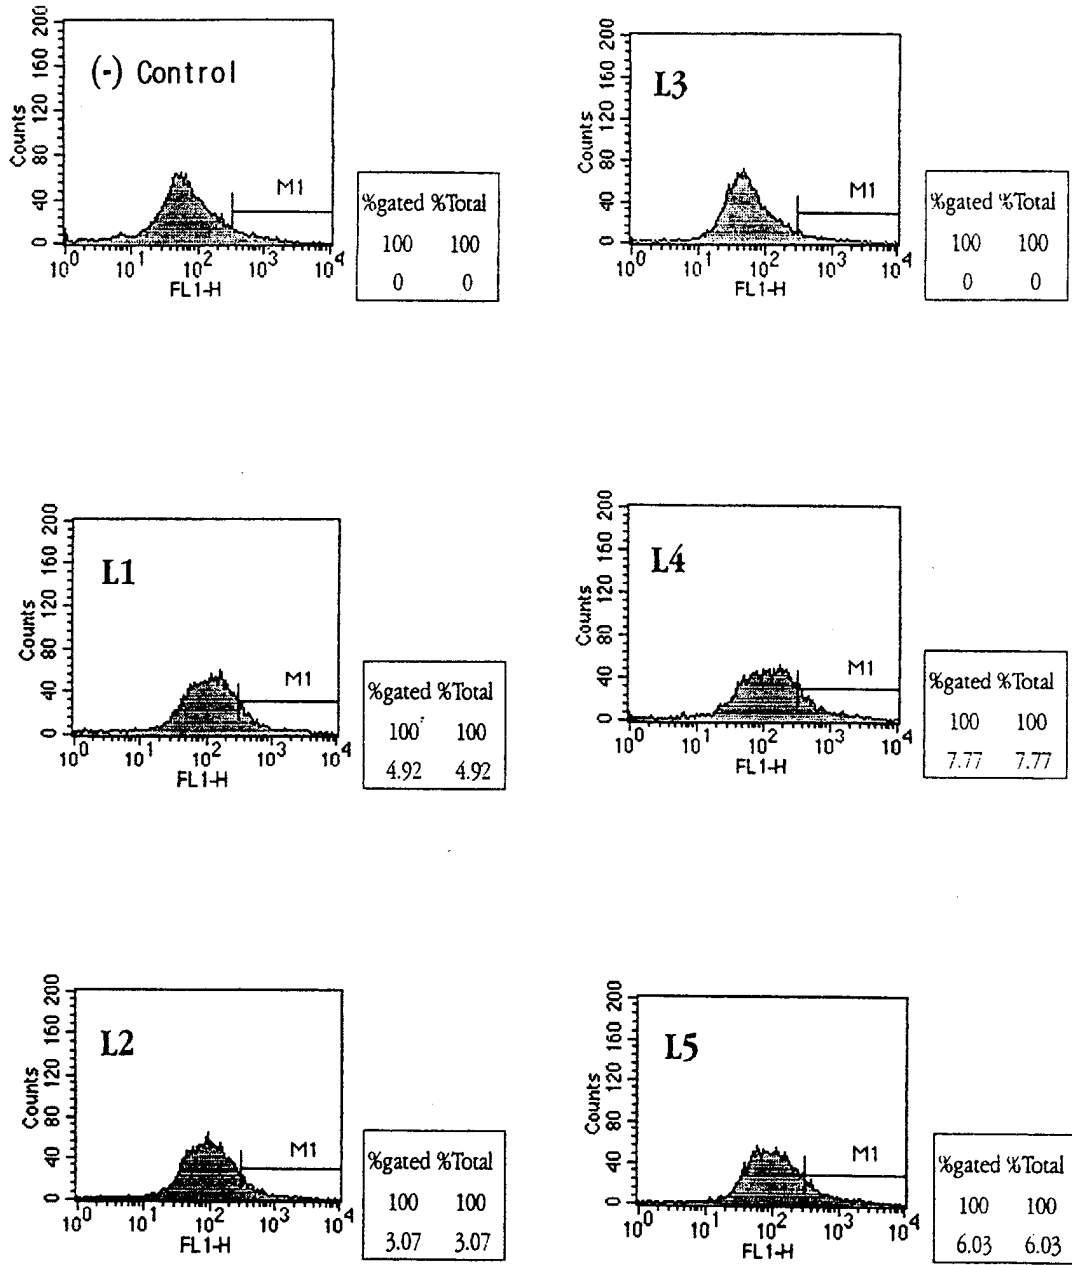 (-) Control
Counts
200
160
120
80
40
0
M1
10^0 10^1 10^2 10^3 10^4
FL1-H
%gated %Total
100 100
0 0
L3
Counts
200
160
120
80
40
0
M1
10^0 10^1 10^2 10^3 10^4
FL1-H
%gated %Total
100 100
0 0
L1
Counts
200
160
120
80
40
0
M1
10^0 10^1 10^2 10^3 10^4
FL1-H
%gated %Total
100 100
4.92 4.92
L4
Counts
200
160
120
80
40
0
M1
10^0 10^1 10^2 10^3 10^4
FL1-H
%gated %Total
100 100
7.77 7.77
L2
Counts
200
160
120
80
40
0
M1
10^0 10^1 10^2 10^3 10^4
FL1-H
%gated %Total
100 100
3.07 3.07
L5
Counts
200
160
120
80
40
0
M1
10^0 10^1 10^2 10^3 10^4
FL1-H
%gated %Total
100 100
6.03 6.03